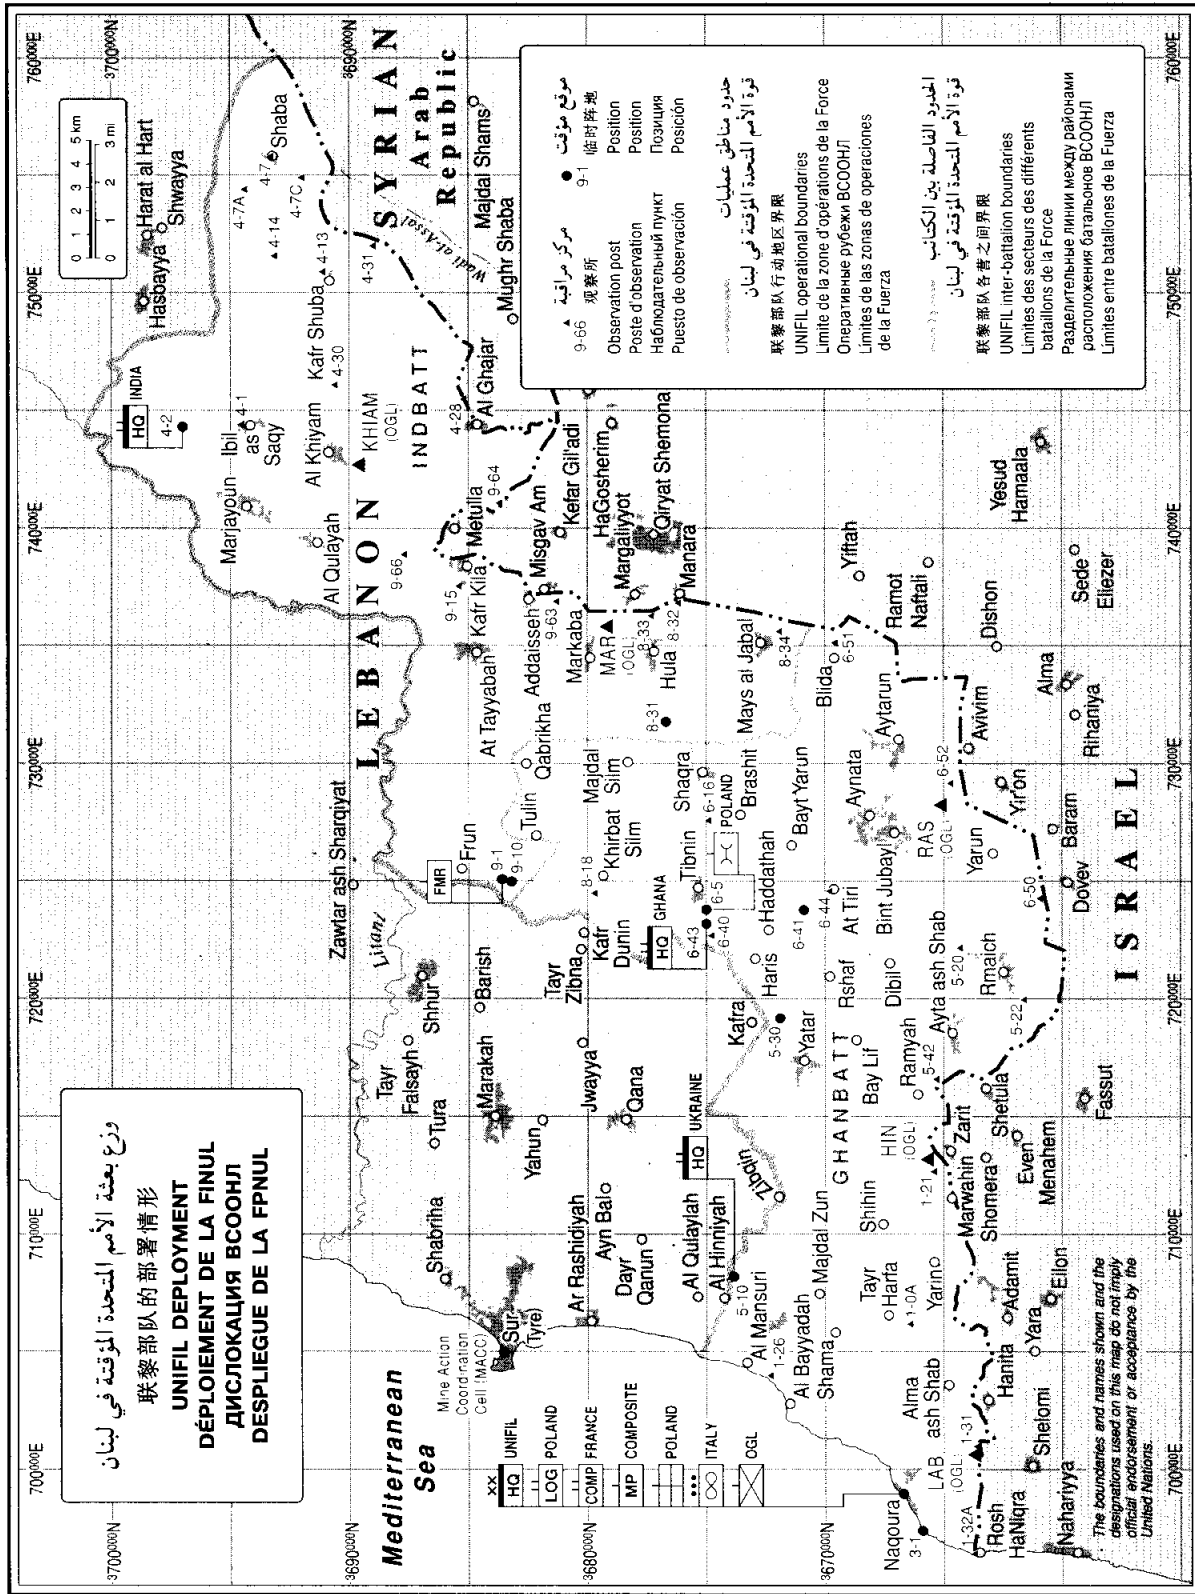 وزع بعثة الأمم المتحدة المؤقتة في لبنان
联黎部队的部署情形
UNIFIL DEPLOYMENT
DÉPLOIEMENT DE LA FINUL
ДИСЛОКАЦИЯ ВСООНЛ
DESPLIEGUE DE LA FPNUL
700000E
710000E
720000E
730000E
740000E
750000E
760000E
3700000N
3690000N
3680000N
3670000N
0 1 2 3 4 5 km
0 1 2 3 mi
LEBANON
SYRIAN
Arab
Republic
ISRAEL
Mediterranean
Sea
Litani
Wadi al-Assal
INDBATT
GHANBATT
Hasbayya
Harat al Hart
Shwayya
4-7A
4-7
Shaba
4-7C
4-14
4-13
4-31
Kafr Shuba
4-30
HQ
INDIA
4-2
Ibil
as
Saqy
4-1
Marjayoun
Al Khiyam
KHIAM
(OGL)
Al Qulayah
9-66
4-28
Al Ghajar
Mughr Shaba
Majdal Shams
9-64
Metulla
9-15
Kafr Kila
Misgav Am
Kefar Gil'adi
HaGosherim
Margaliyyot
Qiryat Shemona
Manara
Addaisseh
9-63
At Tayyabah
Markaba
MAR
(OGL)
8-33
8-32
Hula
8-31
Mays al Jabal
8-34
Blida
6-51
Yiftah
Ramot
Naftali
Yesud
Hamaala
Dishon
Sede
Eliezer
Alma
Rihaniya
Avivim
Aytarun
Aynata
Bint Jubayl
RAS
(OGL)
6-52
Yarun
Yir'on
Baram
Dovev
6-50
Zawtar ash Sharqiyat
FMR
Frun
9-1
9-10
Tulin
Qabrikha
Majdal
Slim
8-18
Khirbat
Silm
Shaqra
6-16
POLAND
Brashit
Tibnin
6-5
GHANA
HQ
6-43
6-40
Haddathah
Haris
Bayt Yarun
6-41
6-44
At Tiri
Rshaf
Dibil
Shhur
Barish
Tayr
Zibna
Kafr
Dunin
Tayr
Falsayh
Tura
Marakah
Yahun
Jwayya
Qana
Kafra
5-30
Yatar
Bay Lif
Ramyah
5-42
Ayta ash Shab
5-20
Rmaich
5-22
Shabriha
Sur
(Tyre)
Mine Action
Coordination
Cell (MACC)
Ar Rashidiyah
Ayn Balo
Dayr
Qanun
Al Qulaylah
Al Hinniyah
5-10
HQ
UKRAINE
Zibqin
Al Mansuri
1-26
Majdal Zun
Al Bayyadah
Shama
Tayr
Harfa
1-0A
Shihin
Yarin
HIN
(OGL)
1-21
Marwahin
Zarit
Shetula
Shomera
Even
Menahem
Fassut
Adamit
Eilon
Yara
Hanita
Shelomi
Nahariyya
Rosh
HaNiqra
1-32A
1-31
Alma
ash Shab
LAB
(OGL)
Naqoura
3-1
xx
HQ UNIFIL
LOG POLAND
COMP FRANCE
MP COMPOSITE
POLAND
ITALY
OGL
9-66
مركز مراقبة
观察所
Observation post
Poste d'observation
Наблюдательный пункт
Puesto de observación
9-1
موقع مؤقت
临时阵地
Position
Position
Позиция
Posición
حدود مناطق عمليات
قوة الأمم المتحدة المؤقتة في لبنان
联黎部队行动地区界限
UNIFIL operational boundaries
Limite de la zone d'opérations de la Force
Оперативные рубежи ВСООНЛ
Límites de las zonas de operaciones
de la Fuerza
الحدود الفاصلة بين الكتائب
قوة الأمم المتحدة المؤقتة في لبنان
联黎部队各营之间界限
UNIFIL inter-battalion boundaries
Limites des secteurs des différents
bataillons de la Force
Разделительные линии между районами
расположения батальонов ВСООНЛ
Límites entre batallones de la Fuerza
The boundaries and names shown and the
designations used on this map do not imply
official endorsement or acceptance by the
United Nations.